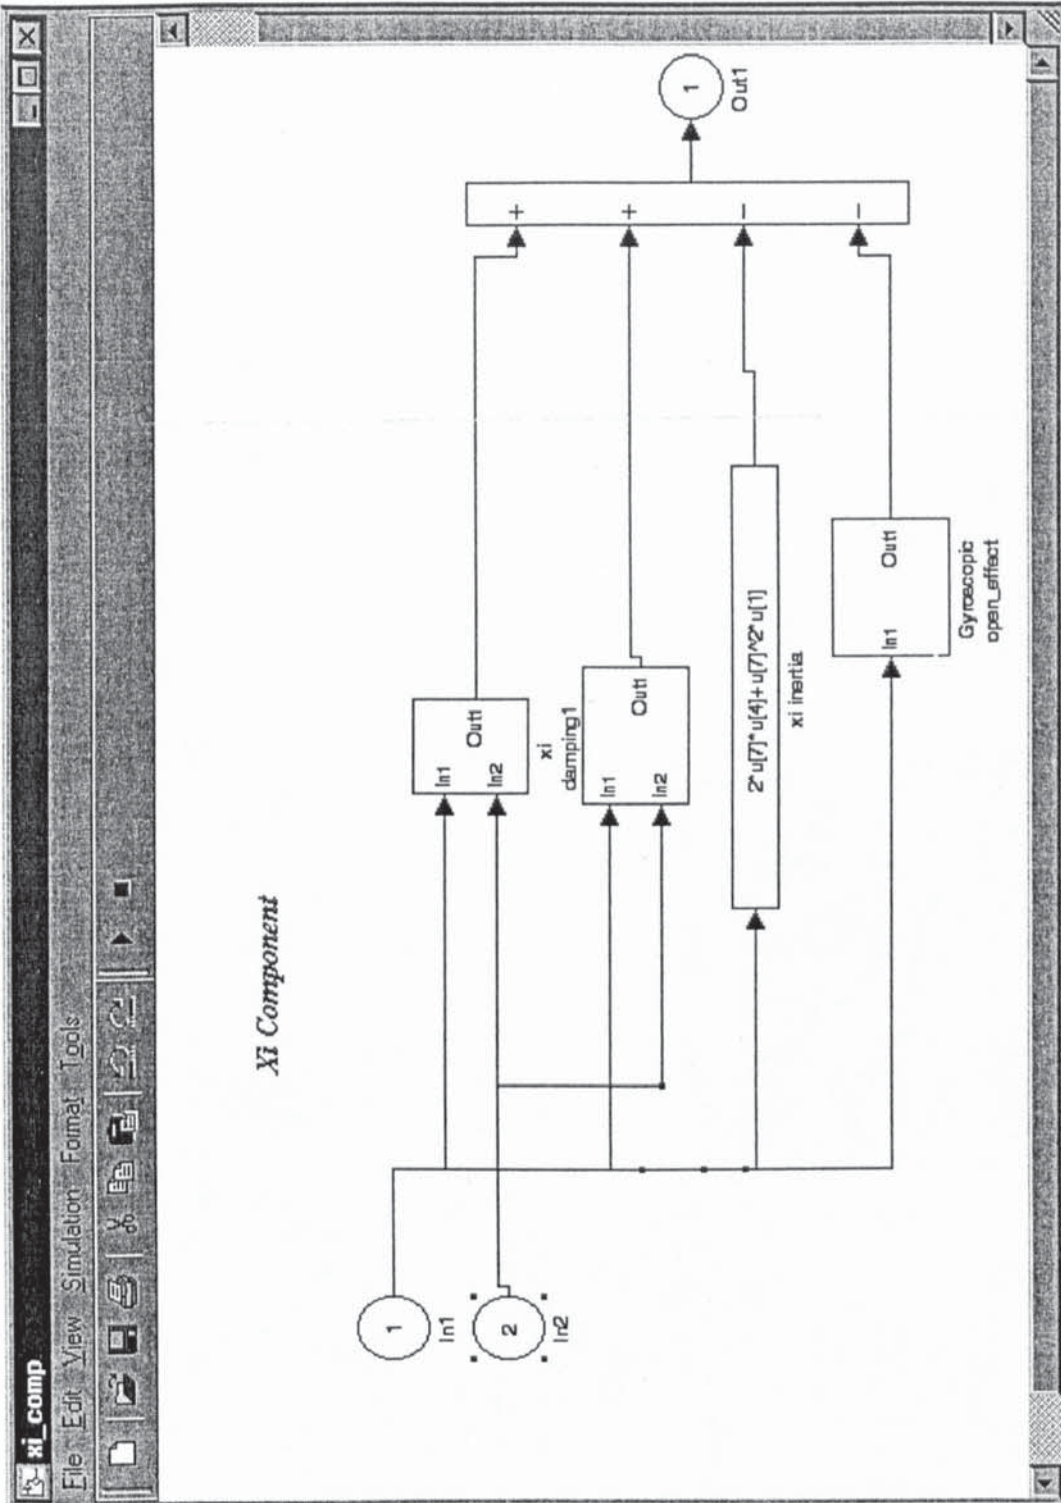 xi_comp
File Edit View Simulation Format Tools
Xi Component
1
In1
2
In2
In1
In2
Out1
xi
damping1
In1
In2
Out1
2*u[7]*u[4]+u[7]^2*u[1]
xi inertia
In1
Out1
Gyroscopic
open_effect
+
+
−
−
1
Out1